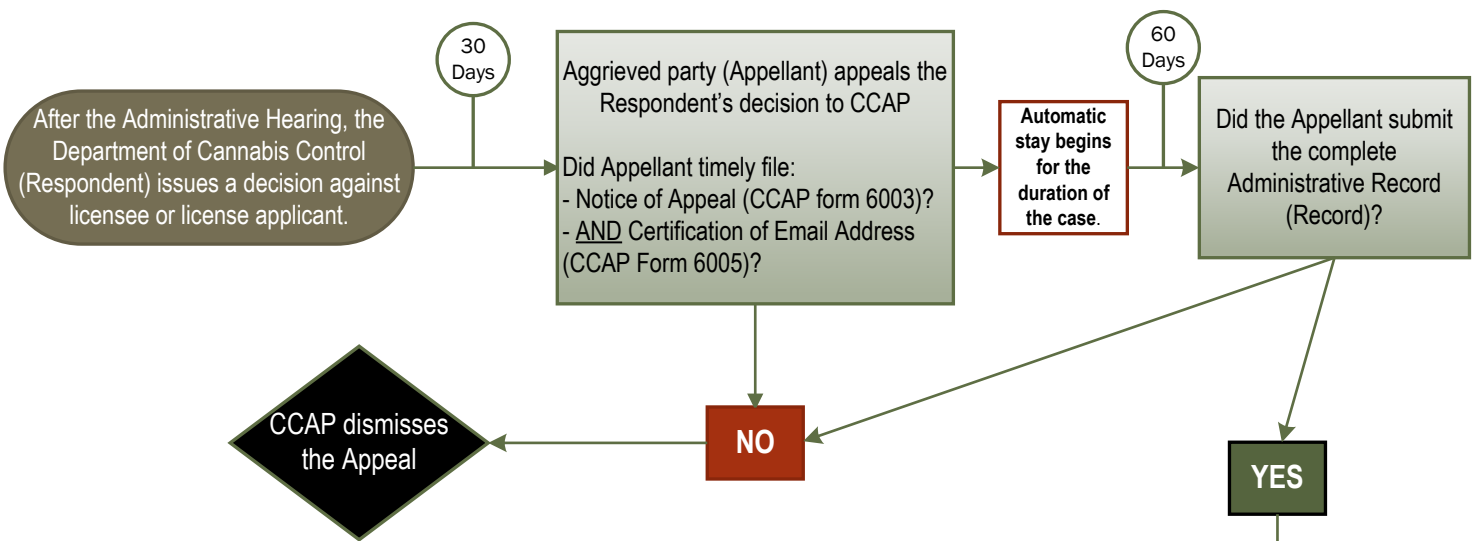 After the Administrative Hearing, the
Department of Cannabis Control
(Respondent) issues a decision against
licensee or license applicant.
30
Days
Aggrieved party (Appellant) appeals the
Respondent's decision to CCAP
Did Appellant timely file:
- Notice of Appeal (CCAP form 6003)?
- AND Certification of Email Address
(CCAP Form 6005)?
Automatic
stay begins
for the
duration of
the case.
60
Days
Did the Appellant submit
the complete
Administrative Record
(Record)?
CCAP dismisses
the Appeal
NO
YES